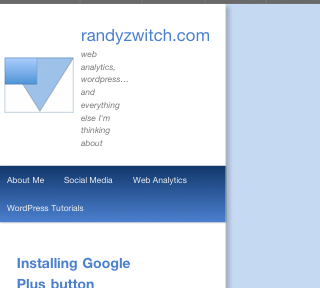 randyzwitch.com
web
analytics,
wordpress…
and
everything
else I'm
thinking
about
About Me Social Media Web Analytics
WordPress Tutorials
Installing Google
Plus button